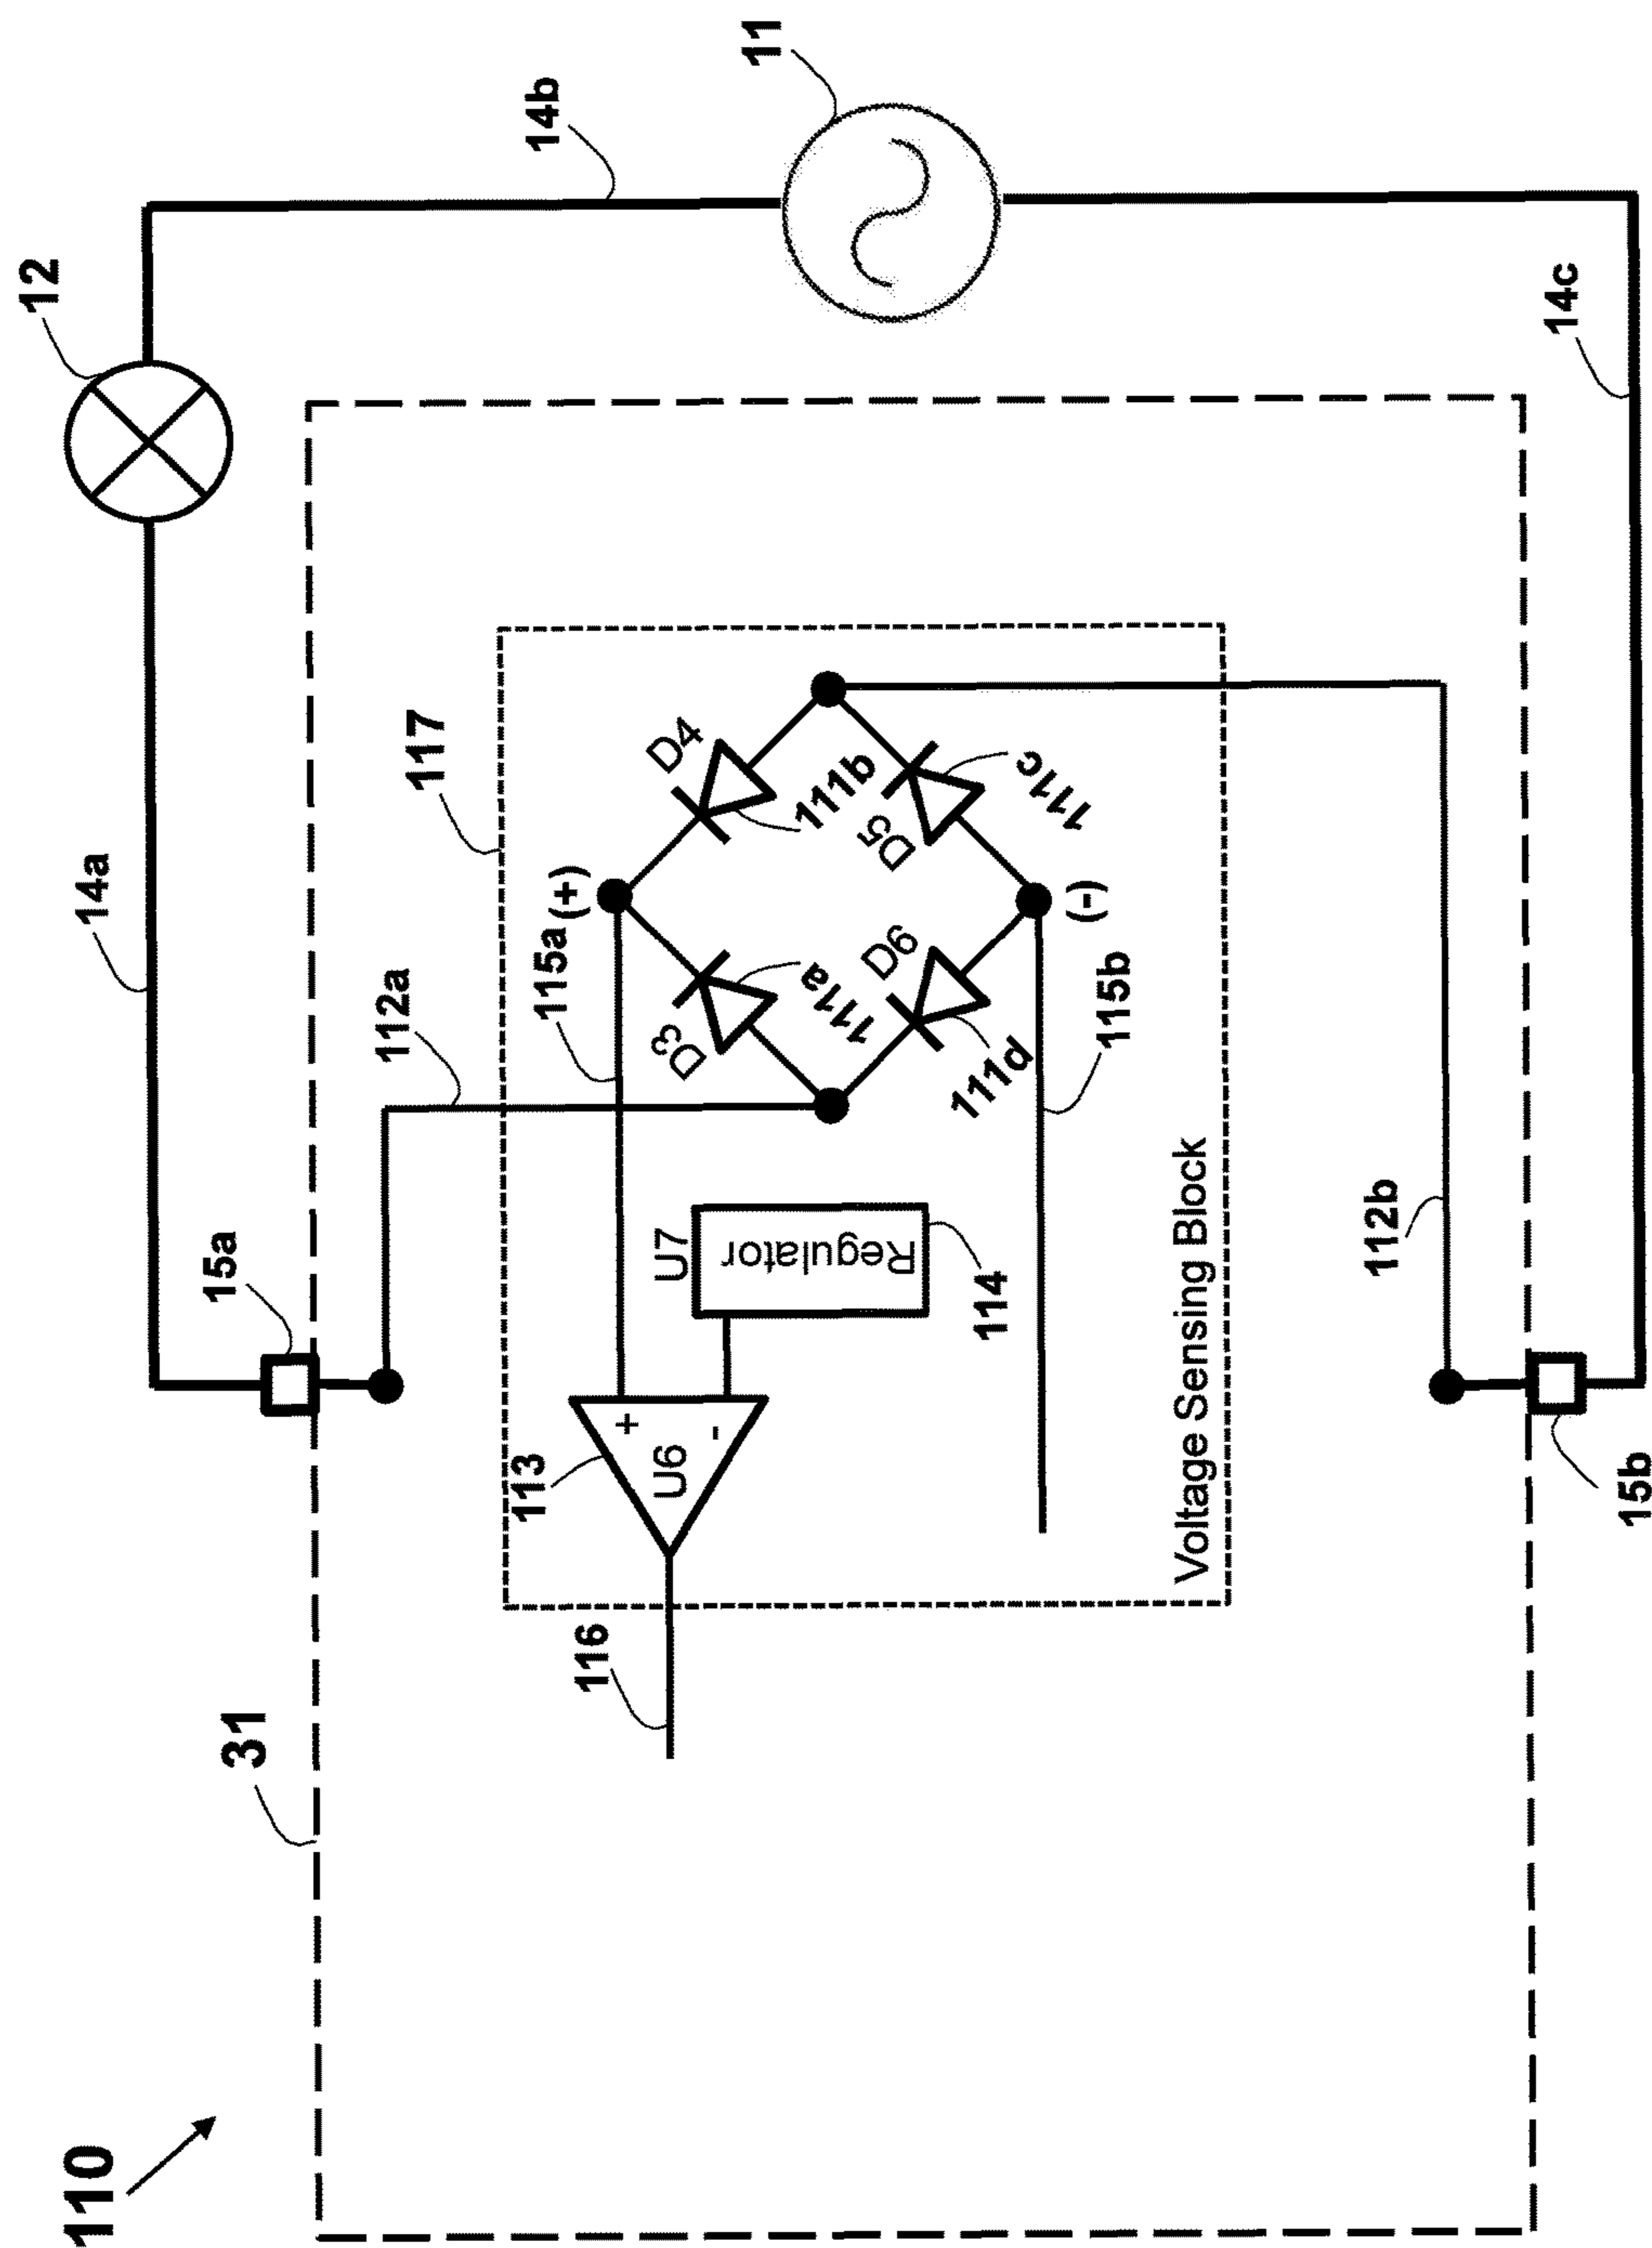 110
31
12
11
14a
14b
14c
15a
15b
112a
112b
117
115a
(+)
D3
111a
D4
111b
D5
111c
D6
111d
(-)
115b
U7
Regulator
114
113
+
U6
-
116
Voltage Sensing Block